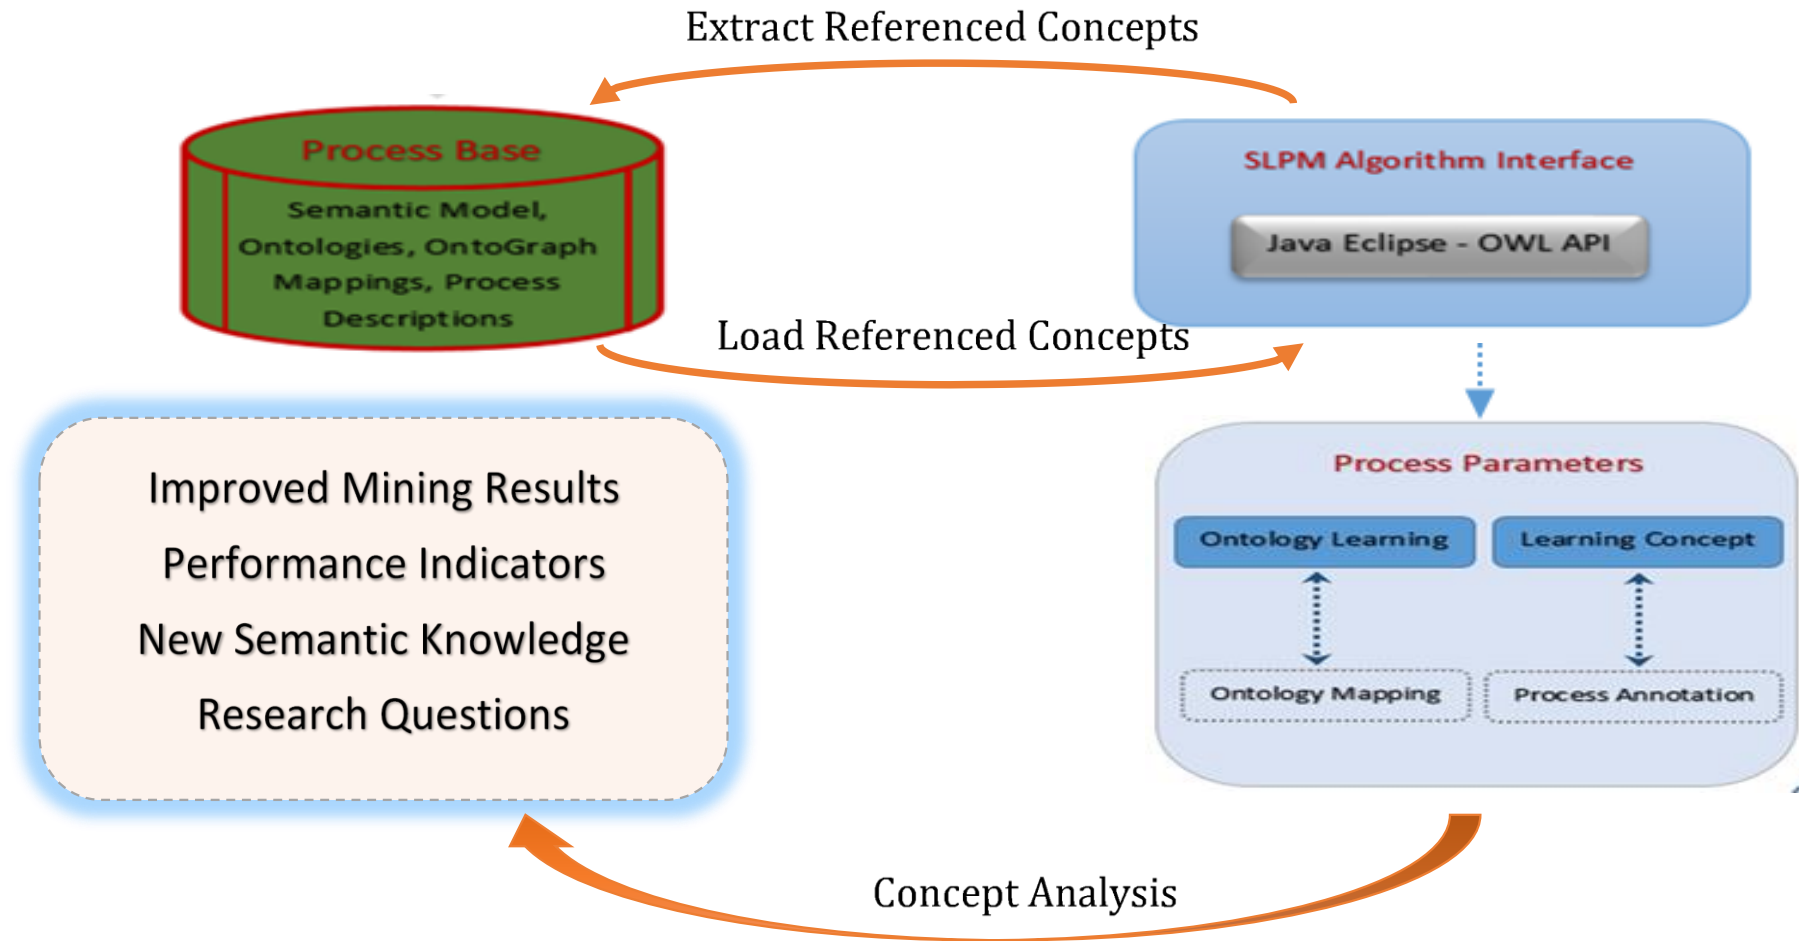 Extract Referenced Concepts
Process Base
Semantic Model,
Ontologies, OntoGraph
Mappings, Process
Descriptions
SLPM Algorithm Interface
Java Eclipse - OWL API
Load Referenced Concepts
Improved Mining Results
Performance Indicators
New Semantic Knowledge
Research Questions
Process Parameters
Ontology Learning
Learning Concept
Ontology Mapping
Process Annotation
Concept Analysis